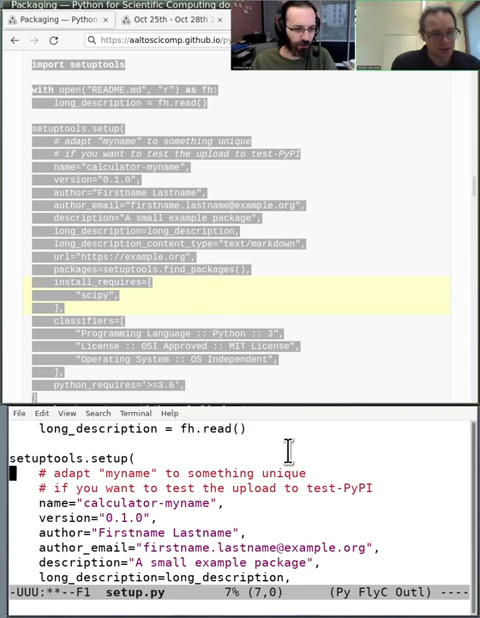 Packaging — Python for Scientific Computing do
Packaging — Python
Oct 25th - Oct 28th 2
https://aaltoscicomp.github.io/py
import setuptools
with open("README.md", "r") as fh:
long_description = fh.read()
setuptools.setup(
# adapt "myname" to something unique
# if you want to test the upload to test-PyPI
name="calculator-myname",
version="0.1.0",
author="Firstname Lastname",
author_email="firstname.lastname@example.org",
description="A small example package",
long_description=long_description,
long_description_content_type="text/markdown",
url="https://example.org",
packages=setuptools.find_packages(),
install_requires=[
"scipy",
],
classifiers=[
"Programming Language :: Python :: 3",
"License :: OSI Approved :: MIT License",
"Operating System :: OS Independent",
],
python_requires='>=3.6',
)
File Edit View Search Terminal Help
long_description = fh.read()
setuptools.setup(
# adapt "myname" to something unique
# if you want to test the upload to test-PyPI
name="calculator-myname",
version="0.1.0",
author="Firstname Lastname",
author_email="firstname.lastname@example.org",
description="A small example package",
long_description=long_description,
-UUU:**--F1 setup.py 7% (7,0) (Py FlyC Outl) ----